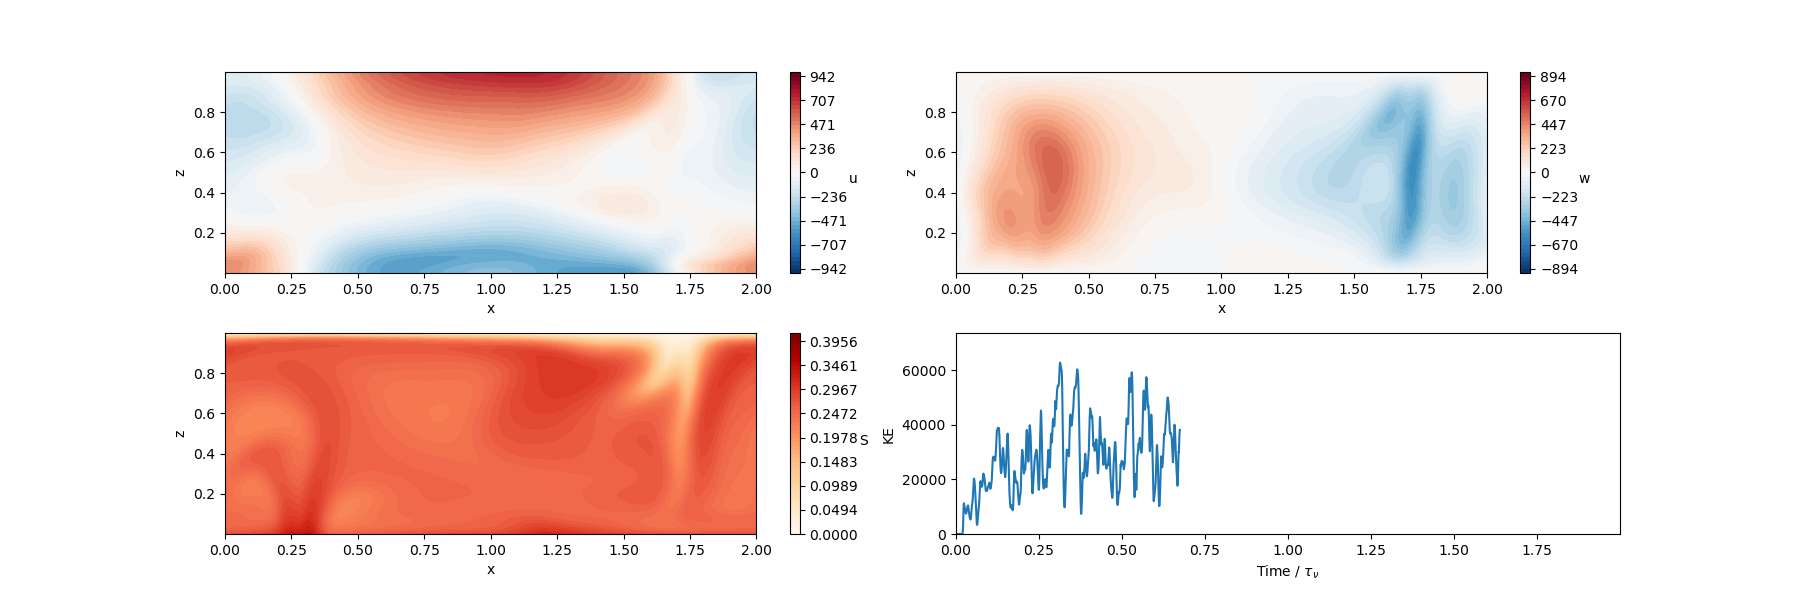 0.8
0.6
0.4
0.2
z
0.00 0.25 0.50 0.75 1.00 1.25 1.50 1.75 2.00
x
942
707
471
236
0
−236
−471
−707
−942
u
0.8
0.6
0.4
0.2
z
0.00 0.25 0.50 0.75 1.00 1.25 1.50 1.75 2.00
x
894
670
447
223
0
−223
−447
−670
−894
w
0.8
0.6
0.4
0.2
z
0.00 0.25 0.50 0.75 1.00 1.25 1.50 1.75 2.00
x
0.3956
0.3461
0.2967
0.2472
0.1978
0.1483
0.0989
0.0494
0.0000
S
60000
40000
20000
0
KE
0.00 0.25 0.50 0.75 1.00 1.25 1.50 1.75
Time / τν